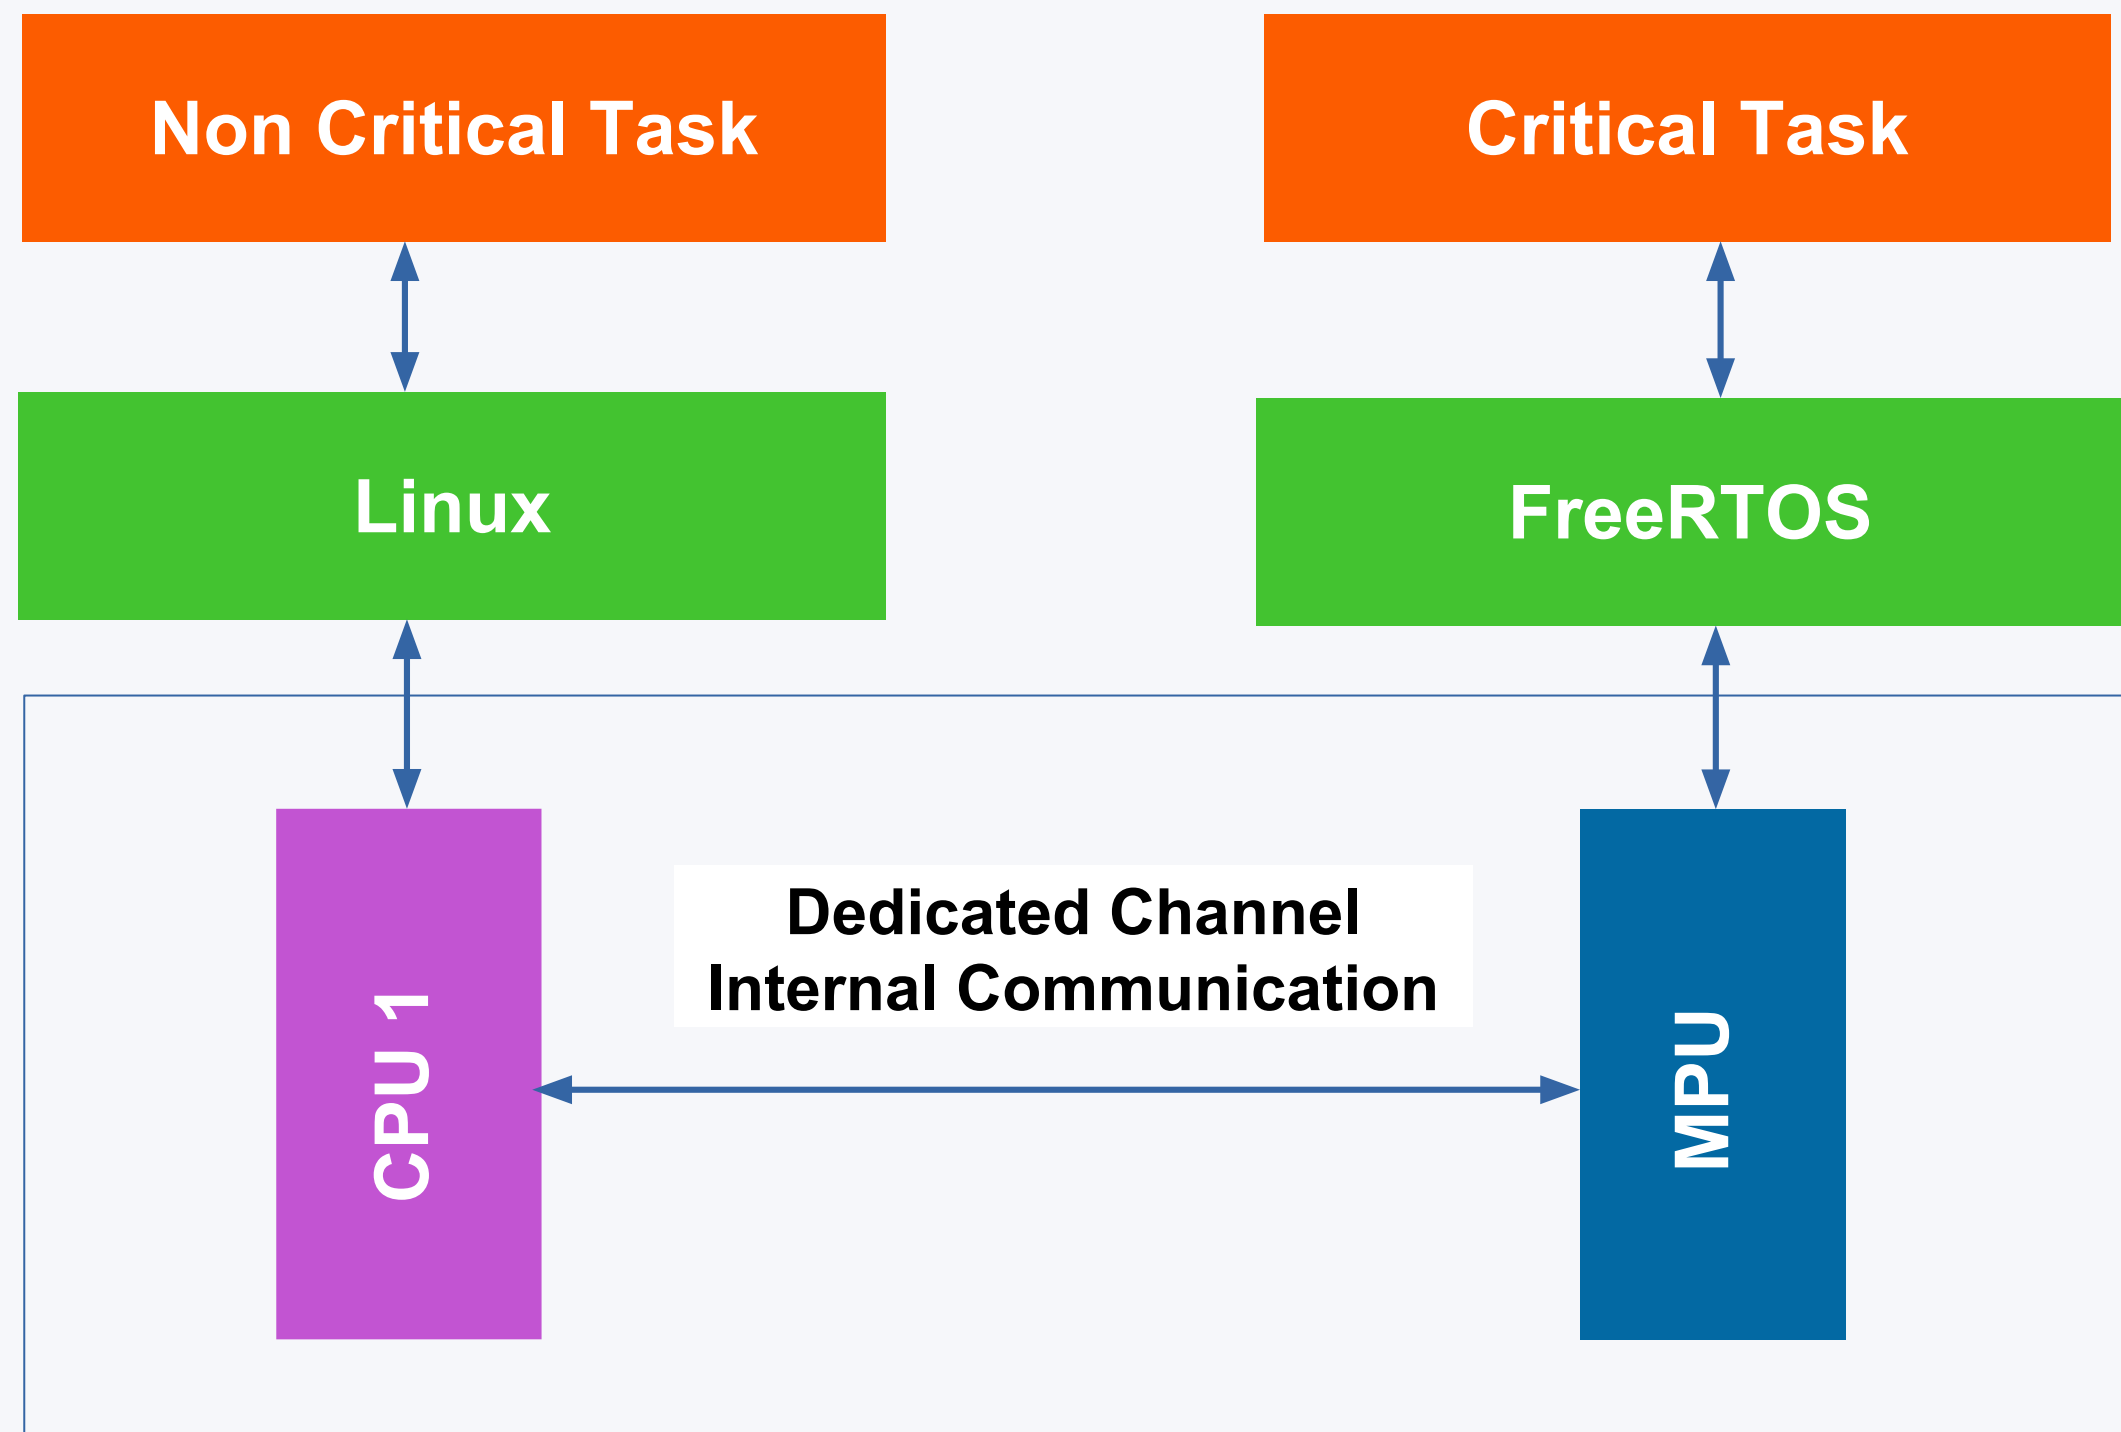 Non Critical Task
Critical Task
Linux
FreeRTOS
Dedicated Channel
Internal Communication
CPU 1
MPU